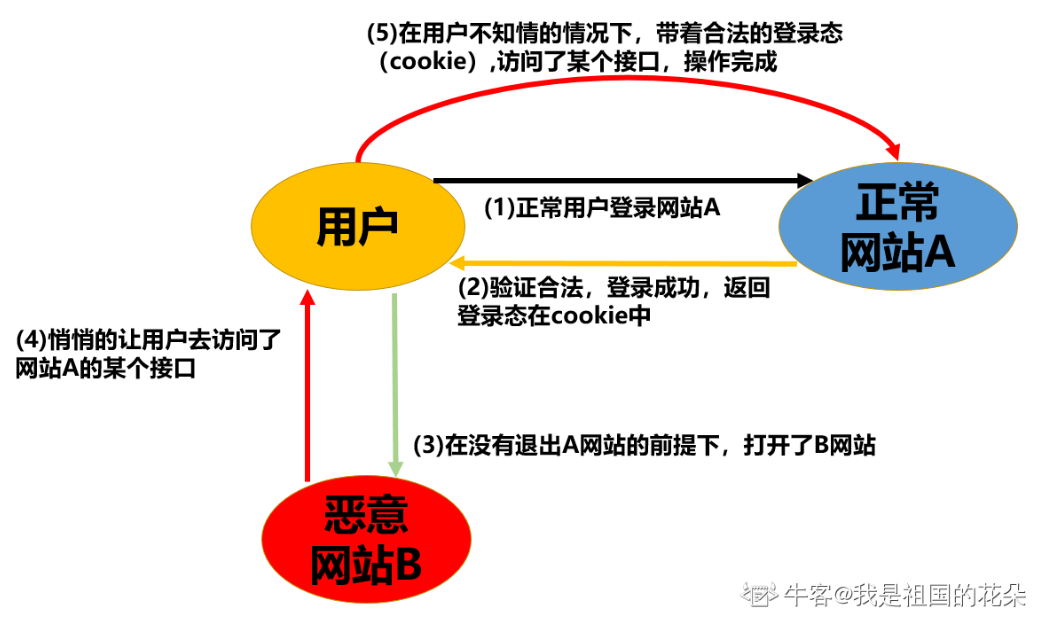 (5)在用户不知情的情况下，带着合法的登录态
（cookie）,访问了某个接口，操作完成
用户
(1)正常用户登录网站A
正常
网站A
(2)验证合法，登录成功，返回
登录态在cookie中
(4)悄悄的让用户去访问了
网站A的某个接口
(3)在没有退出A网站的前提下，打开了B网站
恶意
网站B
牛客@我是祖国的花朵